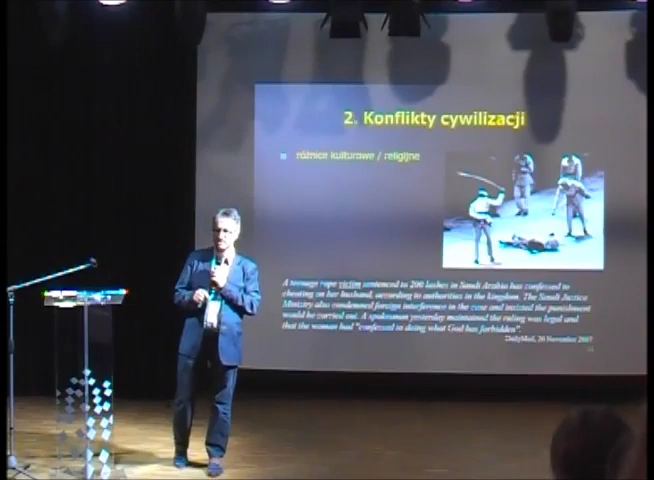 2. Konflikty cywilizacji
różnice kulturowe / religijne
A teenage rape victim sentenced to 200 lashes in Saudi Arabia has confessed to
cheating on her husband, according to authorities in the kingdom. The Saudi Justice
Ministry also condemned foreign interference in the case and insisted the punishment
would be carried out. A spokesman yesterday maintained the ruling was legal and
that the woman had "confessed to doing what God has forbidden".
DailyMail, 26 November 2007